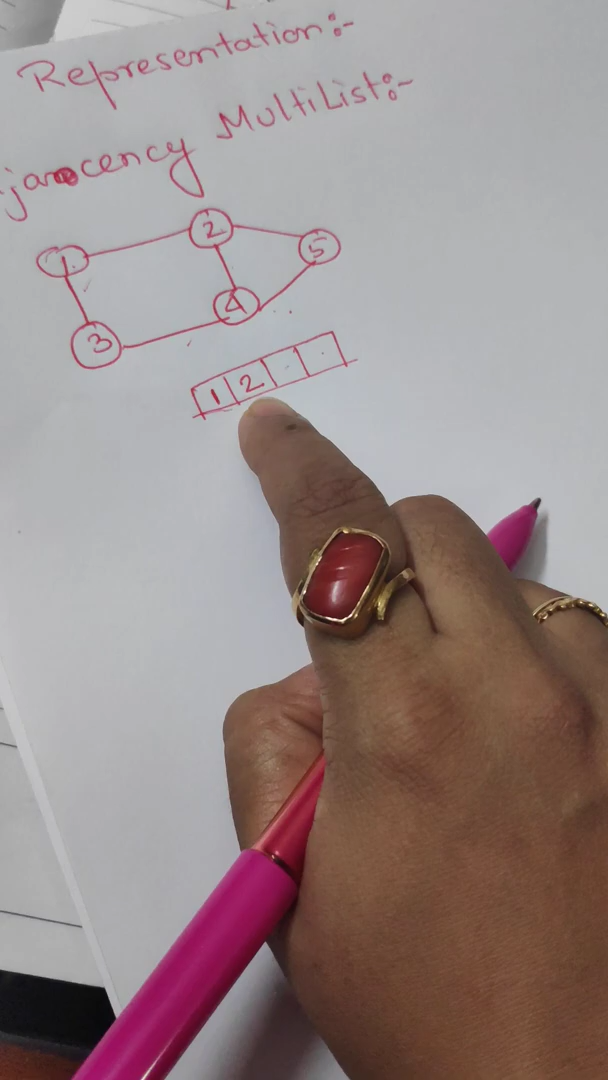 Representation:-
jacency MultiList:-
1 2 5
3 4
1 2